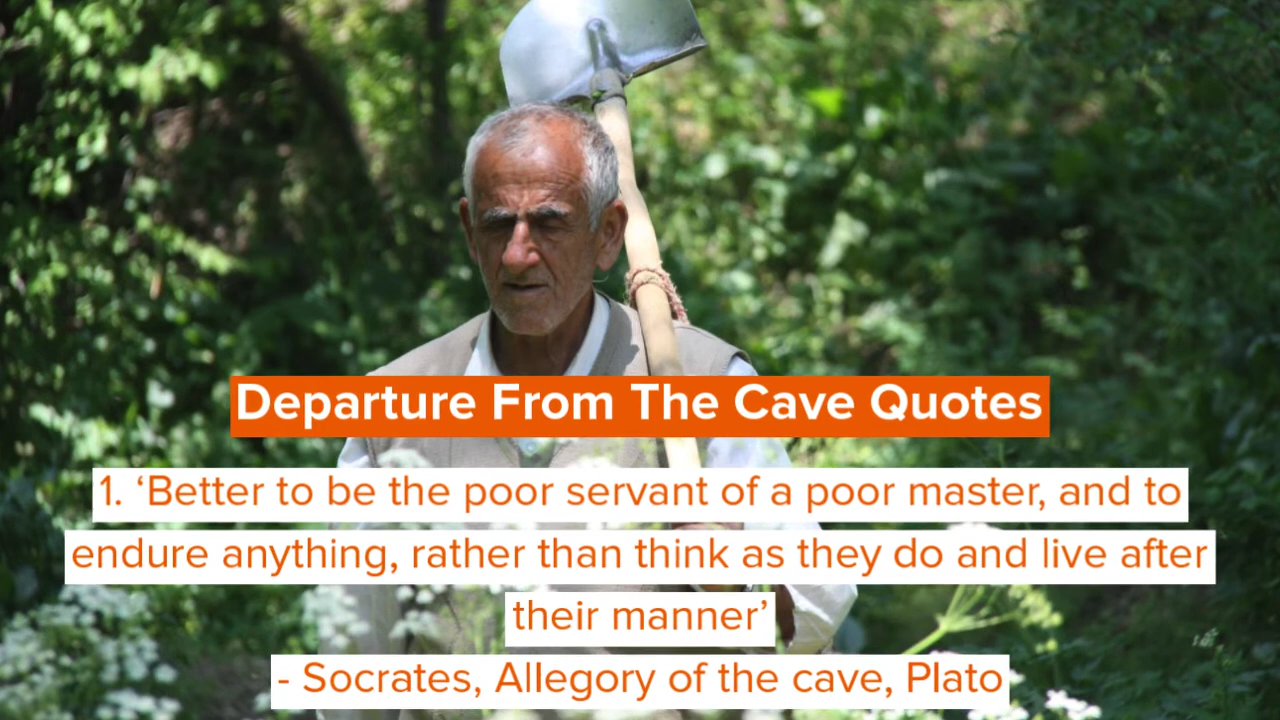 Departure From The Cave Quotes
1. ‘Better to be the poor servant of a poor master, and to
endure anything, rather than think as they do and live after
their manner’
- Socrates, Allegory of the cave, Plato